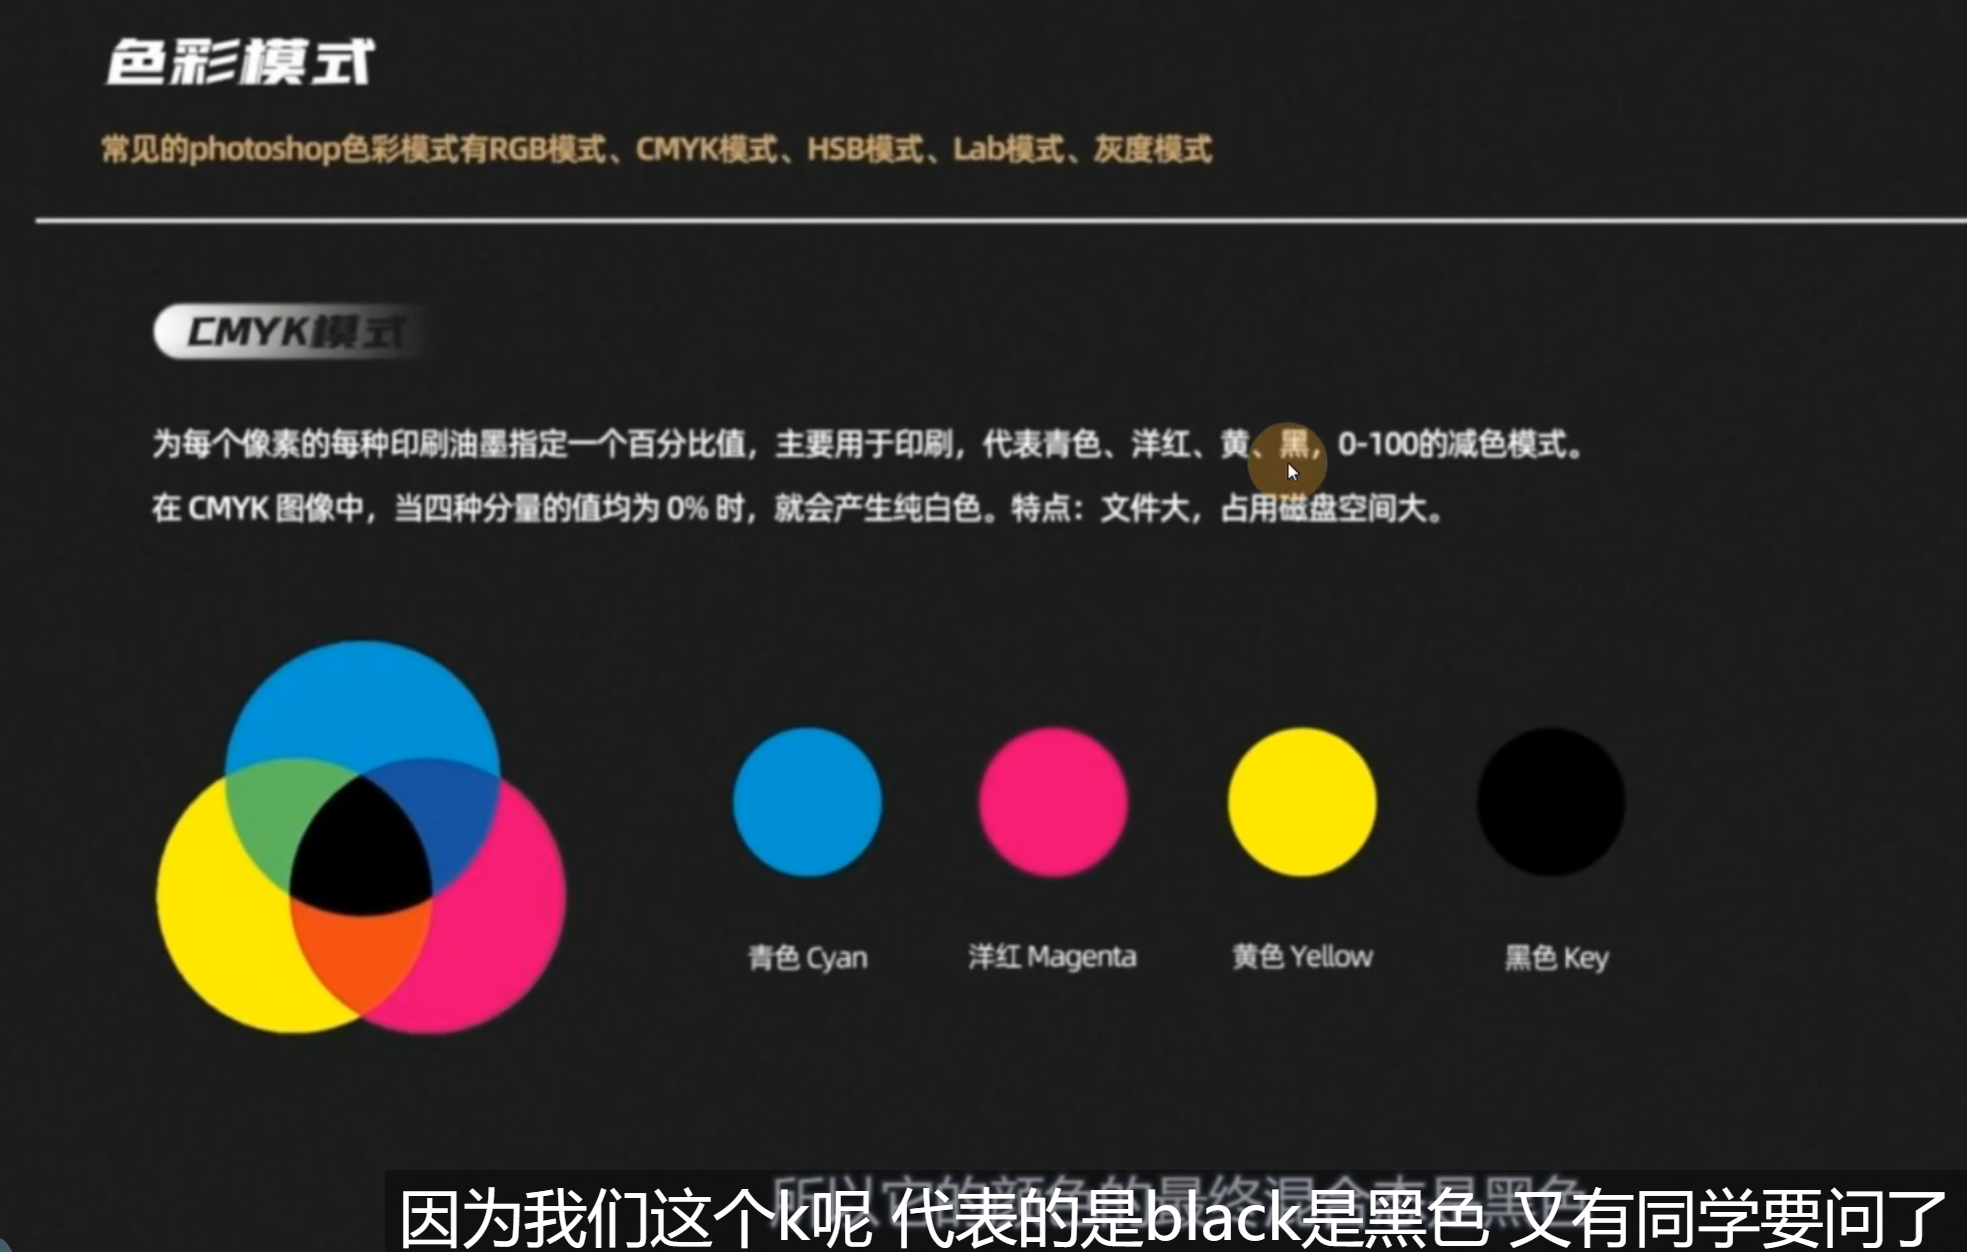 色彩模式
常见的photoshop色彩模式有RGB模式、CMYK模式、HSB模式、Lab模式、灰度模式
CMYK模式
为每个像素的每种印刷油墨指定一个百分比值，主要用于印刷，代表青色、洋红、黄、黑，0-100的减色模式。
在 CMYK 图像中，当四种分量的值均为 0% 时，就会产生纯白色。特点：文件大，占用磁盘空间大。
青色 Cyan
洋红 Magenta
黄色 Yellow
黑色 Key
所以它的颜色的最终混合态是黑色
因为我们这个k呢 代表的是black是黑色 又有同学要问了